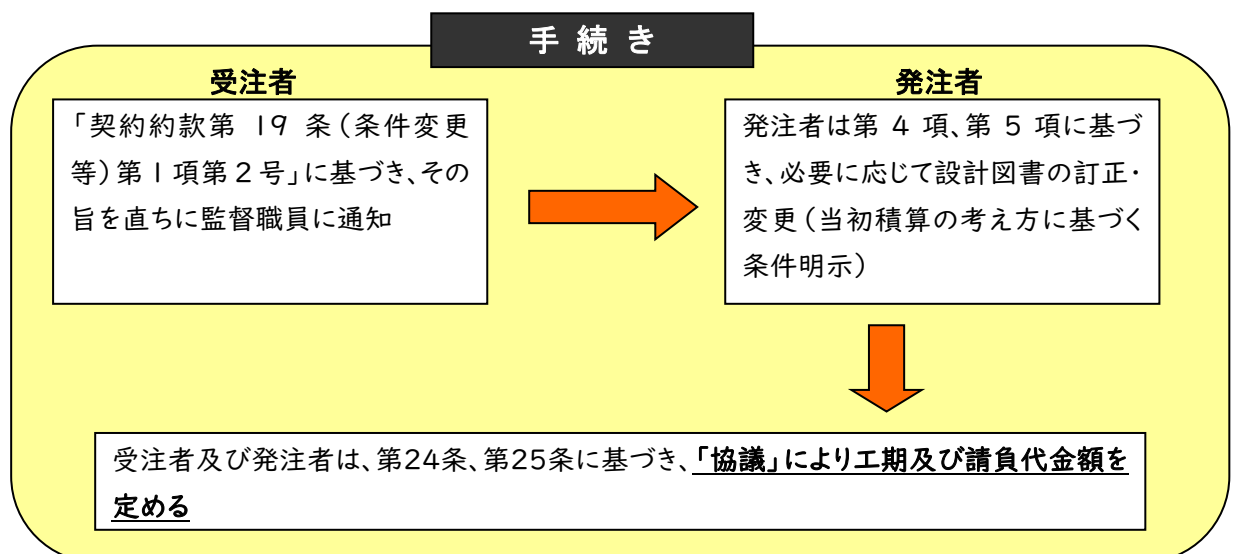 手 続 き
受注者
「契約約款第 19 条（条件変更
等）第1項第2号」に基づき、その
旨を直ちに監督職員に通知
発注者
発注者は第 4 項、第 5 項に基づ
き、必要に応じて設計図書の訂正・
変更（当初積算の考え方に基づく
条件明示）
受注者及び発注者は、第24条、第25条に基づき、「協議」により工期及び請負代金額を
定める